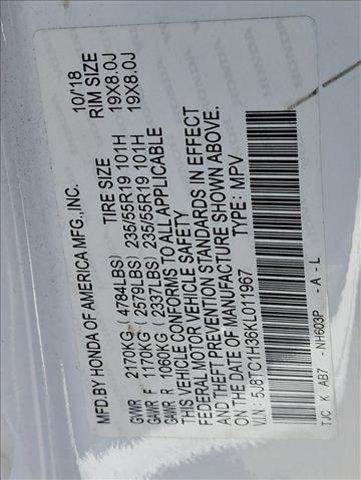 MFD.BY HONDA OF AMERICA MFG.,INC. 10/18
TIRE SIZE RIM SIZE
GVWR 2170KG ( 4784LBS)
GAWR F 1170KG ( 2579LBS) 235/55R19 101H 19X8.0J
GAWR R 1060KG ( 2337LBS) 235/55R19 101H 19X8.0J
THIS VEHICLE CONFORMS TO ALL APPLICABLE
FEDERAL MOTOR VEHICLE SAFETY
AND THEFT PREVENTION STANDARDS IN EFFECT
ON THE DATE OF MANUFACTURE SHOWN ABOVE.
V.I.N : 5J8TC1H36KL011967 TYPE: MPV
TJC K AB7 -NH603P -A-L